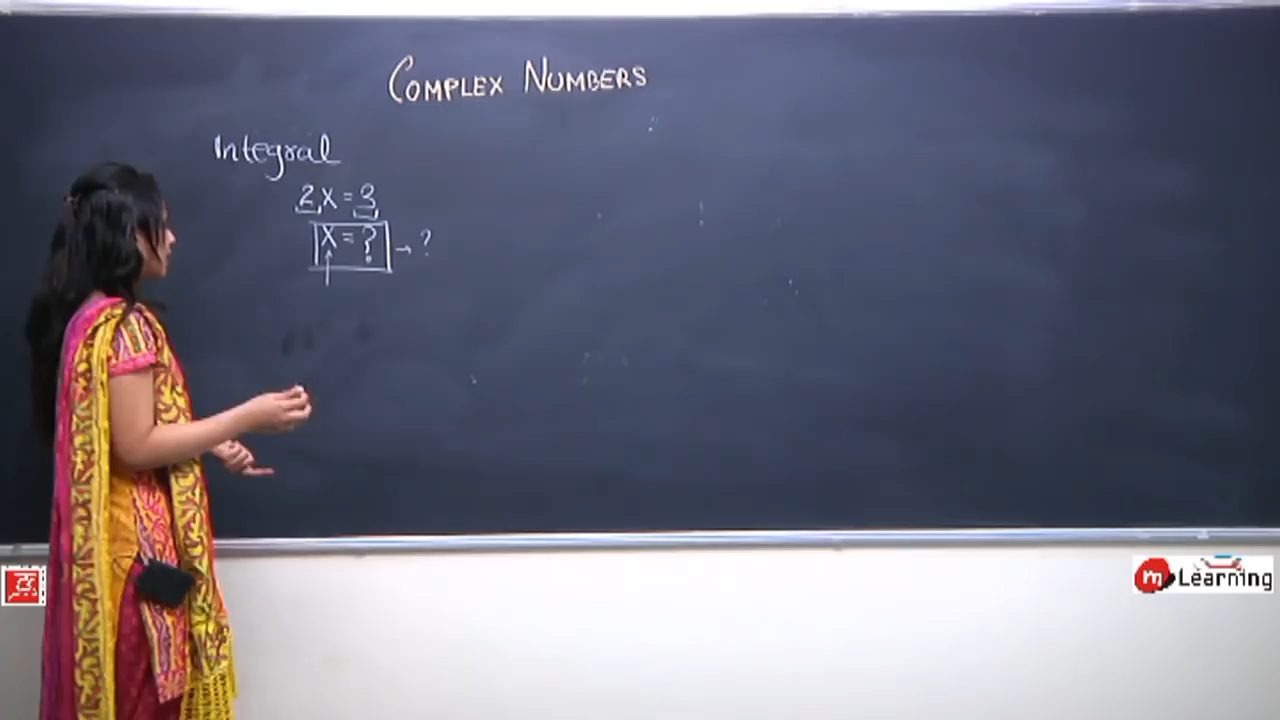 COMPLEX NUMBERS
Integral
2x = 3
x = ? → ?
m Learning